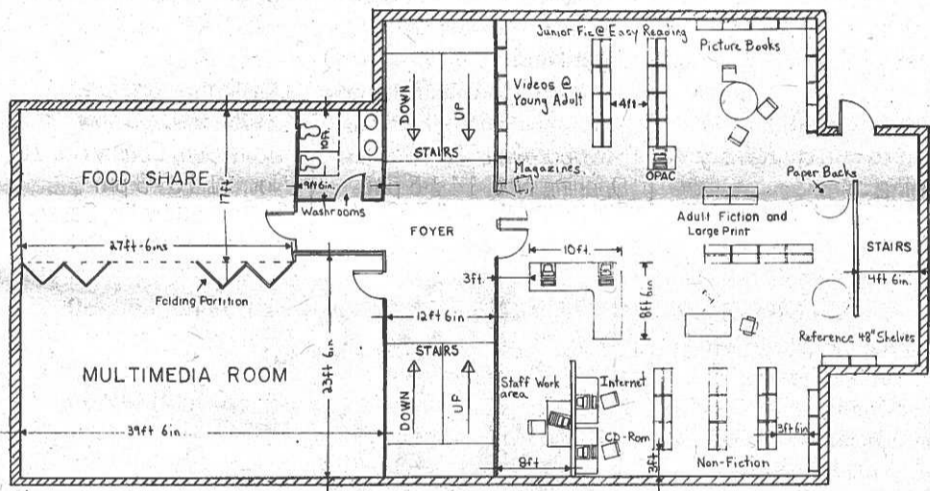 Junior Fic @ Easy Reading
Picture Books
Videos @
Young Adult
4ft
DOWN
UP
STAIRS
10ft.
9ft 6in.
Washrooms
Magazines
OPAC
Paper Backs
FOOD SHARE
17ft
27ft-6ins
Folding Partition
FOYER
Adult Fiction and
Large Print
STAIRS
4ft 6in.
10ft.
3ft.
8ft 6in
12ft 6in.
Reference 48" Shelves
MULTIMEDIA ROOM
23ft 6in
39ft 6in
STAIRS
DOWN
UP
Staff Work
area
Internet
CD-Rom
8ft
3ft
3ft 6in
Non-Fiction